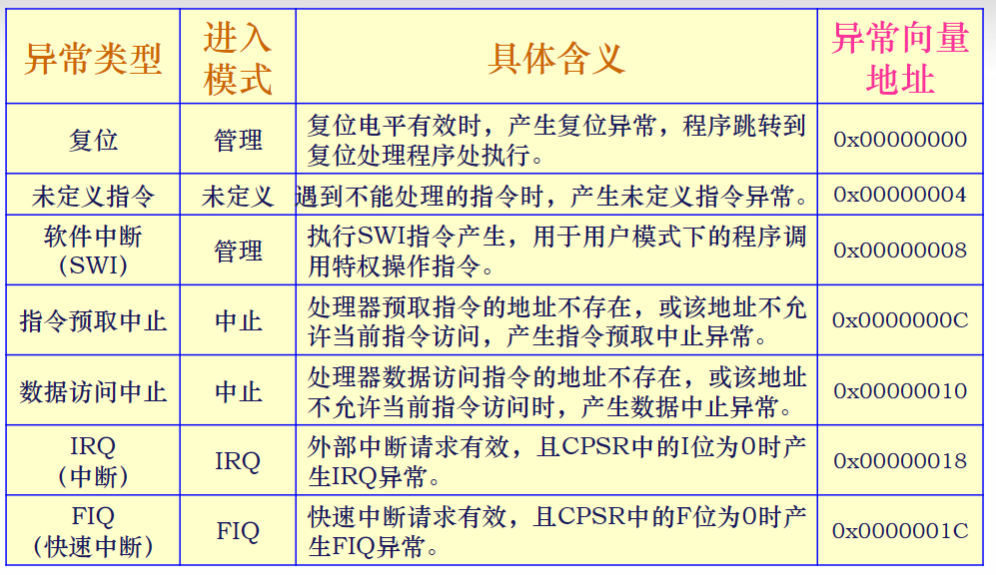 异常类型
进入
模式
具体含义
异常向量
地址
复位
管理
复位电平有效时，产生复位异常，程序跳转到
复位处理程序处执行。
0x00000000
未定义指令
未定义
遇到不能处理的指令时，产生未定义指令异常。
0x00000004
软件中断
(SWI)
管理
执行SWI指令产生，用于用户模式下的程序调
用特权操作指令。
0x00000008
指令预取中止
中止
处理器预取指令的地址不存在，或该地址不允
许当前指令访问，产生指令预取中止异常。
0x0000000C
数据访问中止
中止
处理器数据访问指令的地址不存在，或该地址
不允许当前指令访问时，产生数据中止异常。
0x00000010
IRQ
(中断)
IRQ
外部中断请求有效，且CPSR中的I位为0时产
生IRQ异常。
0x00000018
FIQ
(快速中断)
FIQ
快速中断请求有效，且CPSR中的F位为0时产
生FIQ异常。
0x0000001C